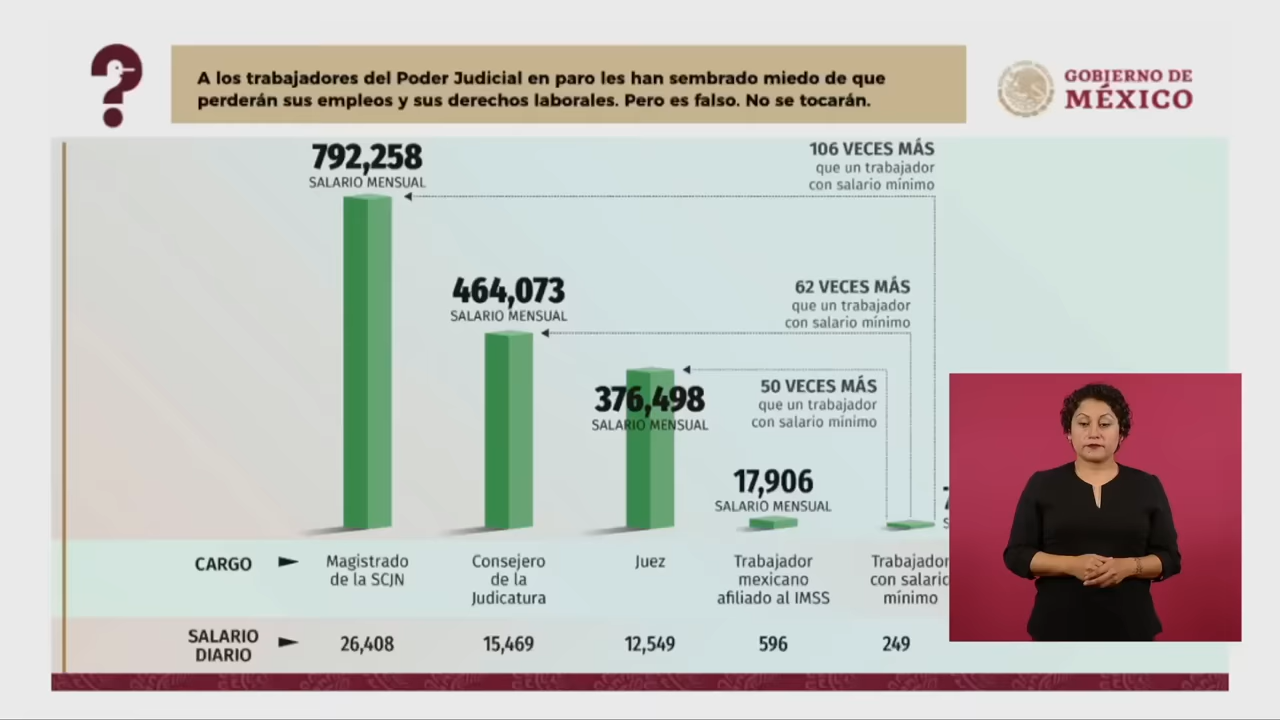 A los trabajadores del Poder Judicial en paro les han sembrado miedo de que
perderán sus empleos y sus derechos laborales. Pero es falso. No se tocarán.
GOBIERNO DE
MÉXICO
792,258
SALARIO MENSUAL
106 VECES MÁS
que un trabajador
con salario mínimo
464,073
SALARIO MENSUAL
62 VECES MÁS
que un trabajador
con salario mínimo
376,498
SALARIO MENSUAL
50 VECES MÁS
que un trabajador
con salario mínimo
17,906
SALARIO MENSUAL
CARGO
Magistrado
de la SCJN
Consejero
de la
Judicatura
Juez
Trabajador
mexicano
afiliado al IMSS
Trabajador
con salario
mínimo
SALARIO
DIARIO
26,408
15,469
12,549
596
249